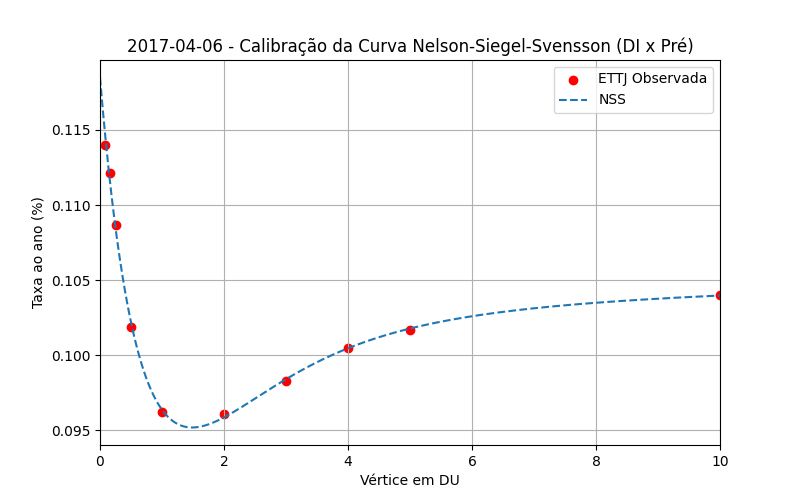 2017-04-06 - Calibração da Curva Nelson-Siegel-Svensson (DI x Pré)
ETTJ Observada
NSS
Taxa ao ano (%)
0.115
0.110
0.105
0.100
0.095
0 2 4 6 8 10
Vértice em DU